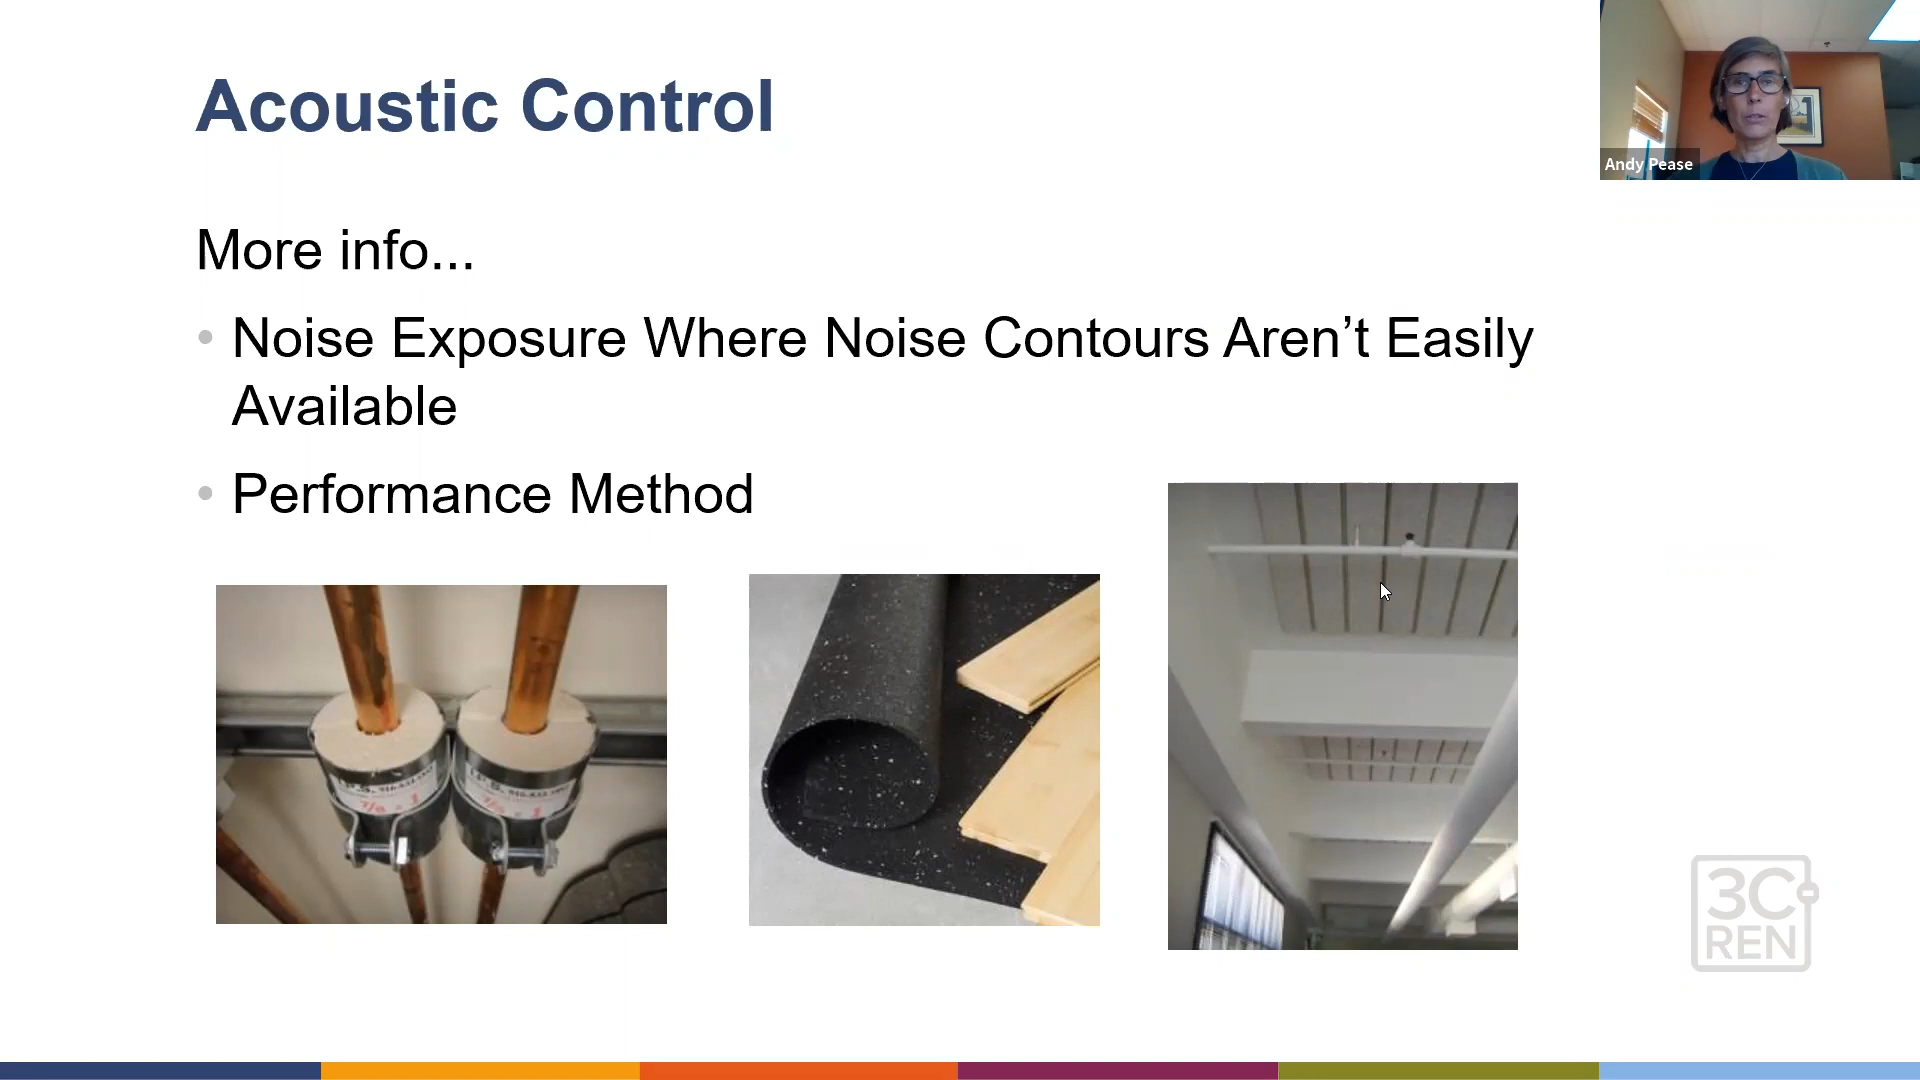 Acoustic Control
Andy Pease
More info...
• Noise Exposure Where Noise Contours Aren’t Easily
Available
• Performance Method
3C
REN